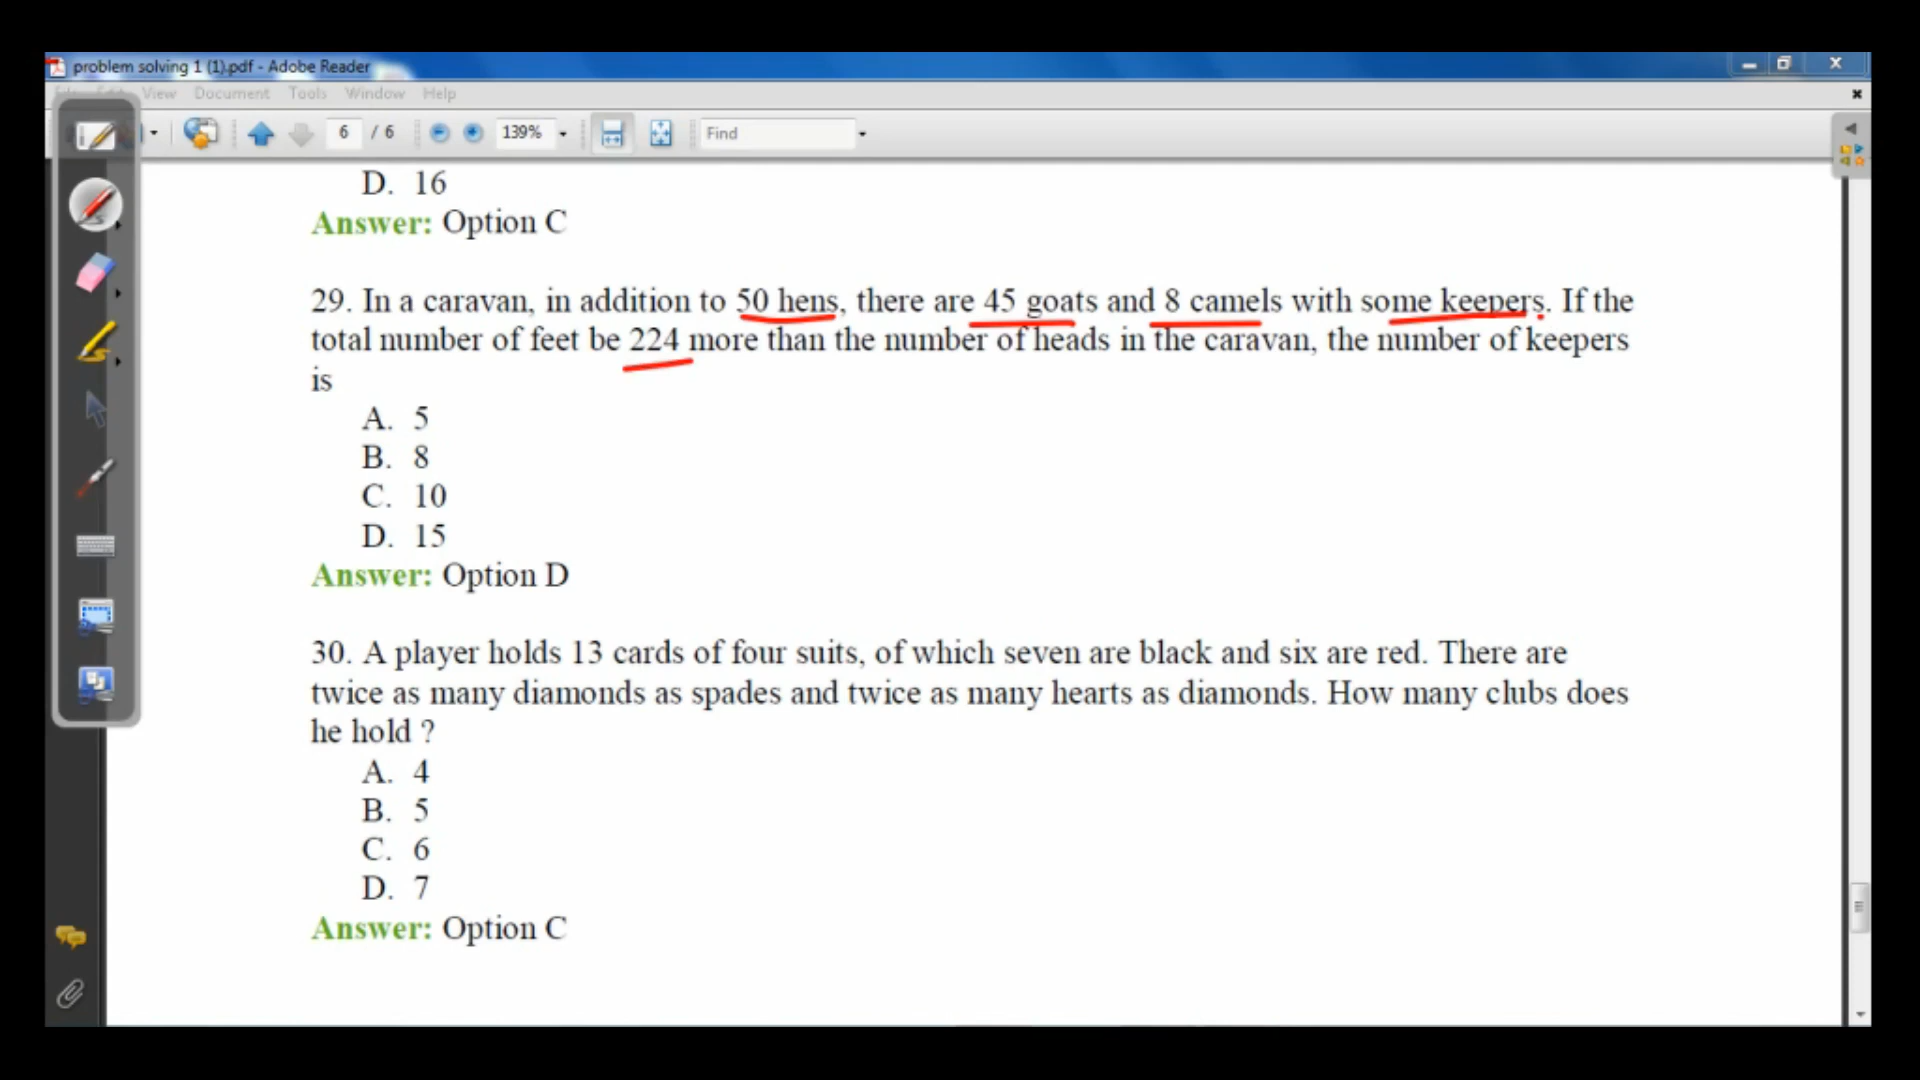 problem solving 1 (1).pdf - Adobe Reader
View Document Tools Window Help
6 / 6 139% Find
D. 16
Answer: Option C
29. In a caravan, in addition to 50 hens, there are 45 goats and 8 camels with some keepers. If the
total number of feet be 224 more than the number of heads in the caravan, the number of keepers
is
A. 5
B. 8
C. 10
D. 15
Answer: Option D
30. A player holds 13 cards of four suits, of which seven are black and six are red. There are
twice as many diamonds as spades and twice as many hearts as diamonds. How many clubs does
he hold ?
A. 4
B. 5
C. 6
D. 7
Answer: Option C